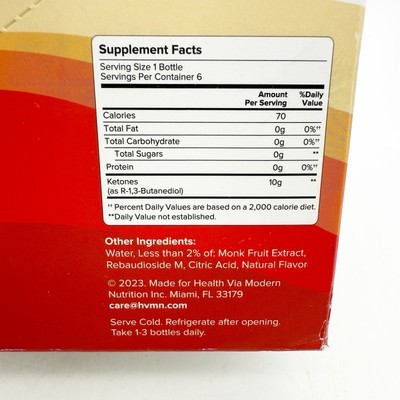 Supplement Facts
Serving Size 1 Bottle
Servings Per Container 6
Amount Per Serving %Daily Value
Calories 70
Total Fat 0g 0%††
Total Carbohydrate 0g 0%††
Total Sugars 0g **
Protein 0g 0%††
Ketones 10g **
(as R-1,3-Butanediol)
†† Percent Daily Values are based on a 2,000 calorie diet.
**Daily Value not established.
Other Ingredients:
Water, Less than 2% of: Monk Fruit Extract,
Rebaudioside M, Citric Acid, Natural Flavor
© 2023. Made for Health Via Modern
Nutrition Inc. Miami, FL 33179
care@hvmn.com
Serve Cold. Refrigerate after opening.
Take 1-3 bottles daily.